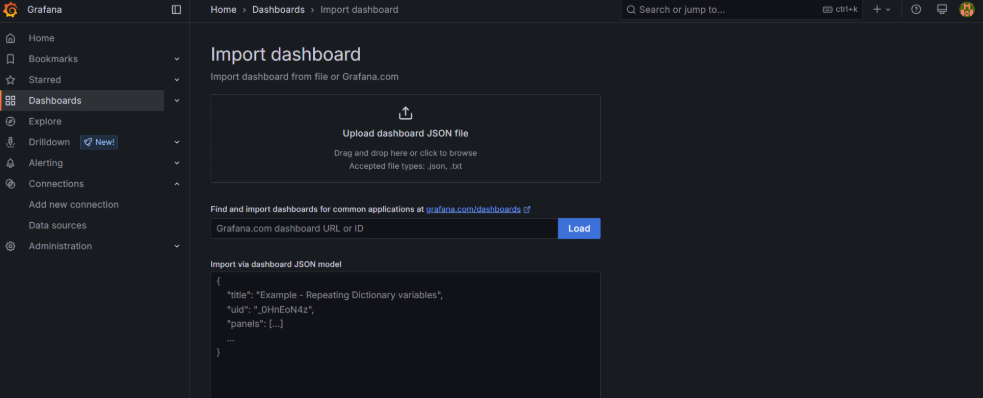 Grafana
Home › Dashboards › Import dashboard
Search or jump to...
ctrl+k
Home
Bookmarks
Starred
Dashboards
Explore
Drilldown
New!
Alerting
Connections
Add new connection
Data sources
Administration
Import dashboard
Import dashboard from file or Grafana.com
Upload dashboard JSON file
Drag and drop here or click to browse
Accepted file types: .json, .txt
Find and import dashboards for common applications at grafana.com/dashboards
Grafana.com dashboard URL or ID
Load
Import via dashboard JSON model
{
"title": "Example - Repeating Dictionary variables",
"uid": "_0HnEoN4z",
"panels": [...]
...
}